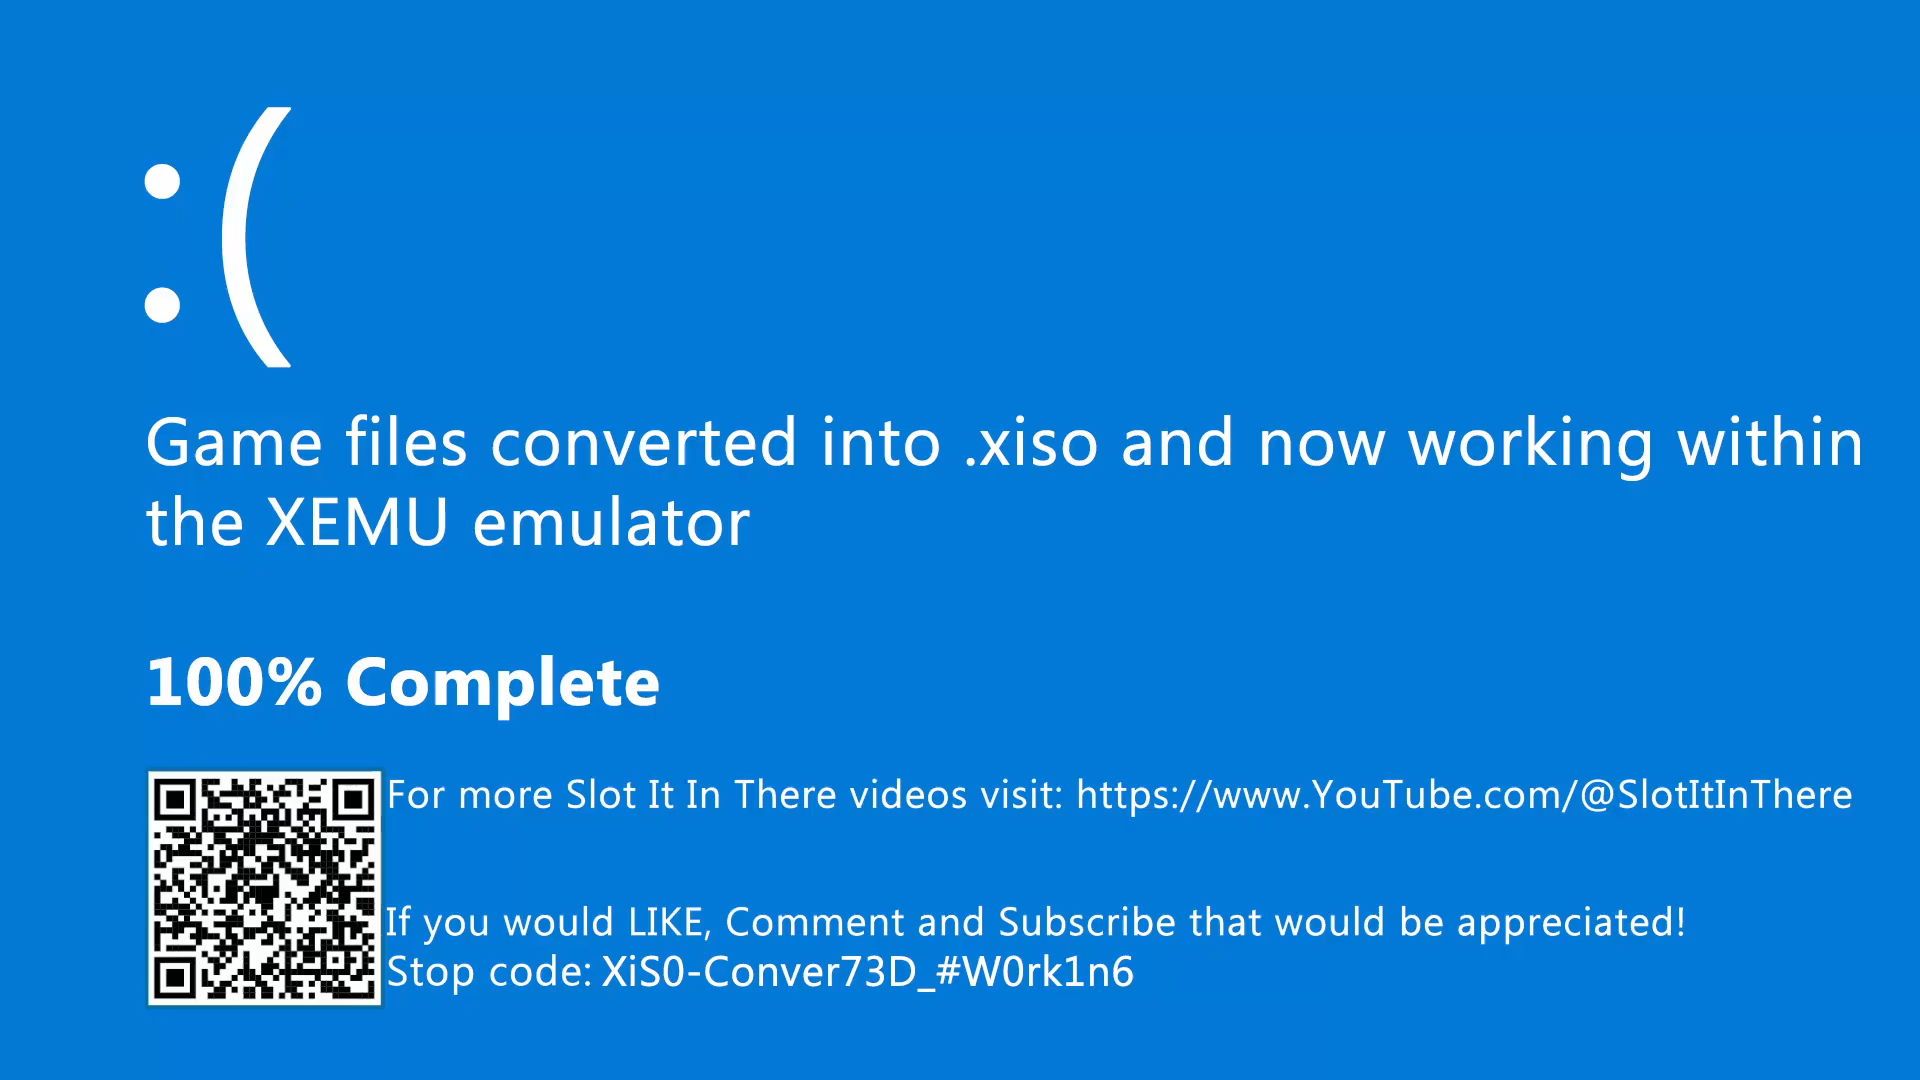 :(
Game files converted into .xiso and now working within
the XEMU emulator
100% Complete
For more Slot It In There videos visit: https://www.YouTube.com/@SlotItInThere
If you would LIKE, Comment and Subscribe that would be appreciated!
Stop code: XiS0-Conver73D_#W0rk1n6